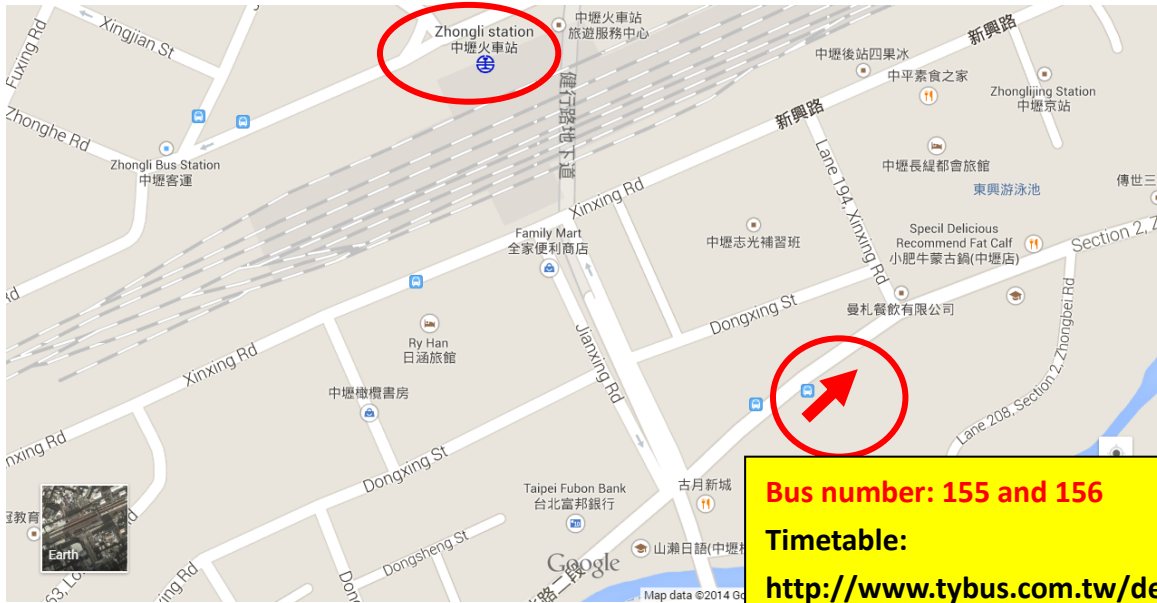 Fuxing Rd
Xingjian St
Zhongli station
中壢火車站
中壢火車站
旅遊服務中心
新興路
中壢後站四果冰
中平素食之家
Zhonglijing Station
中壢京站
Zhonghe Rd
Zhongli Bus Station
中壢客運
健行路地下道
新興路
Lane 194, Xinxing Rd
中壢長緹都會旅館
東興游泳池
傳世三
Xinxing Rd
Family Mart
全家便利商店
中壢志光補習班
Specil Delicious
Recommend Fat Calf
小肥牛蒙古鍋(中壢店)
Section 2, Z
Dongxing St
曼札餐飲有限公司
Ry Han
日涵旅館
Jianxing Rd
Xinxing Rd
中壢橄欖書房
Lane 208, Section 2, Zhongbei Rd
nxing Rd
Dongxing St
Taipei Fubon Bank
台北富邦銀行
古月新城
冠教育
Earth
Dongsheng St
山瀨日語(中壢
Google
路二段
Map data ©2014 Go
Bus number: 155 and 156
Timetable:
http://www.tybus.com.tw/de